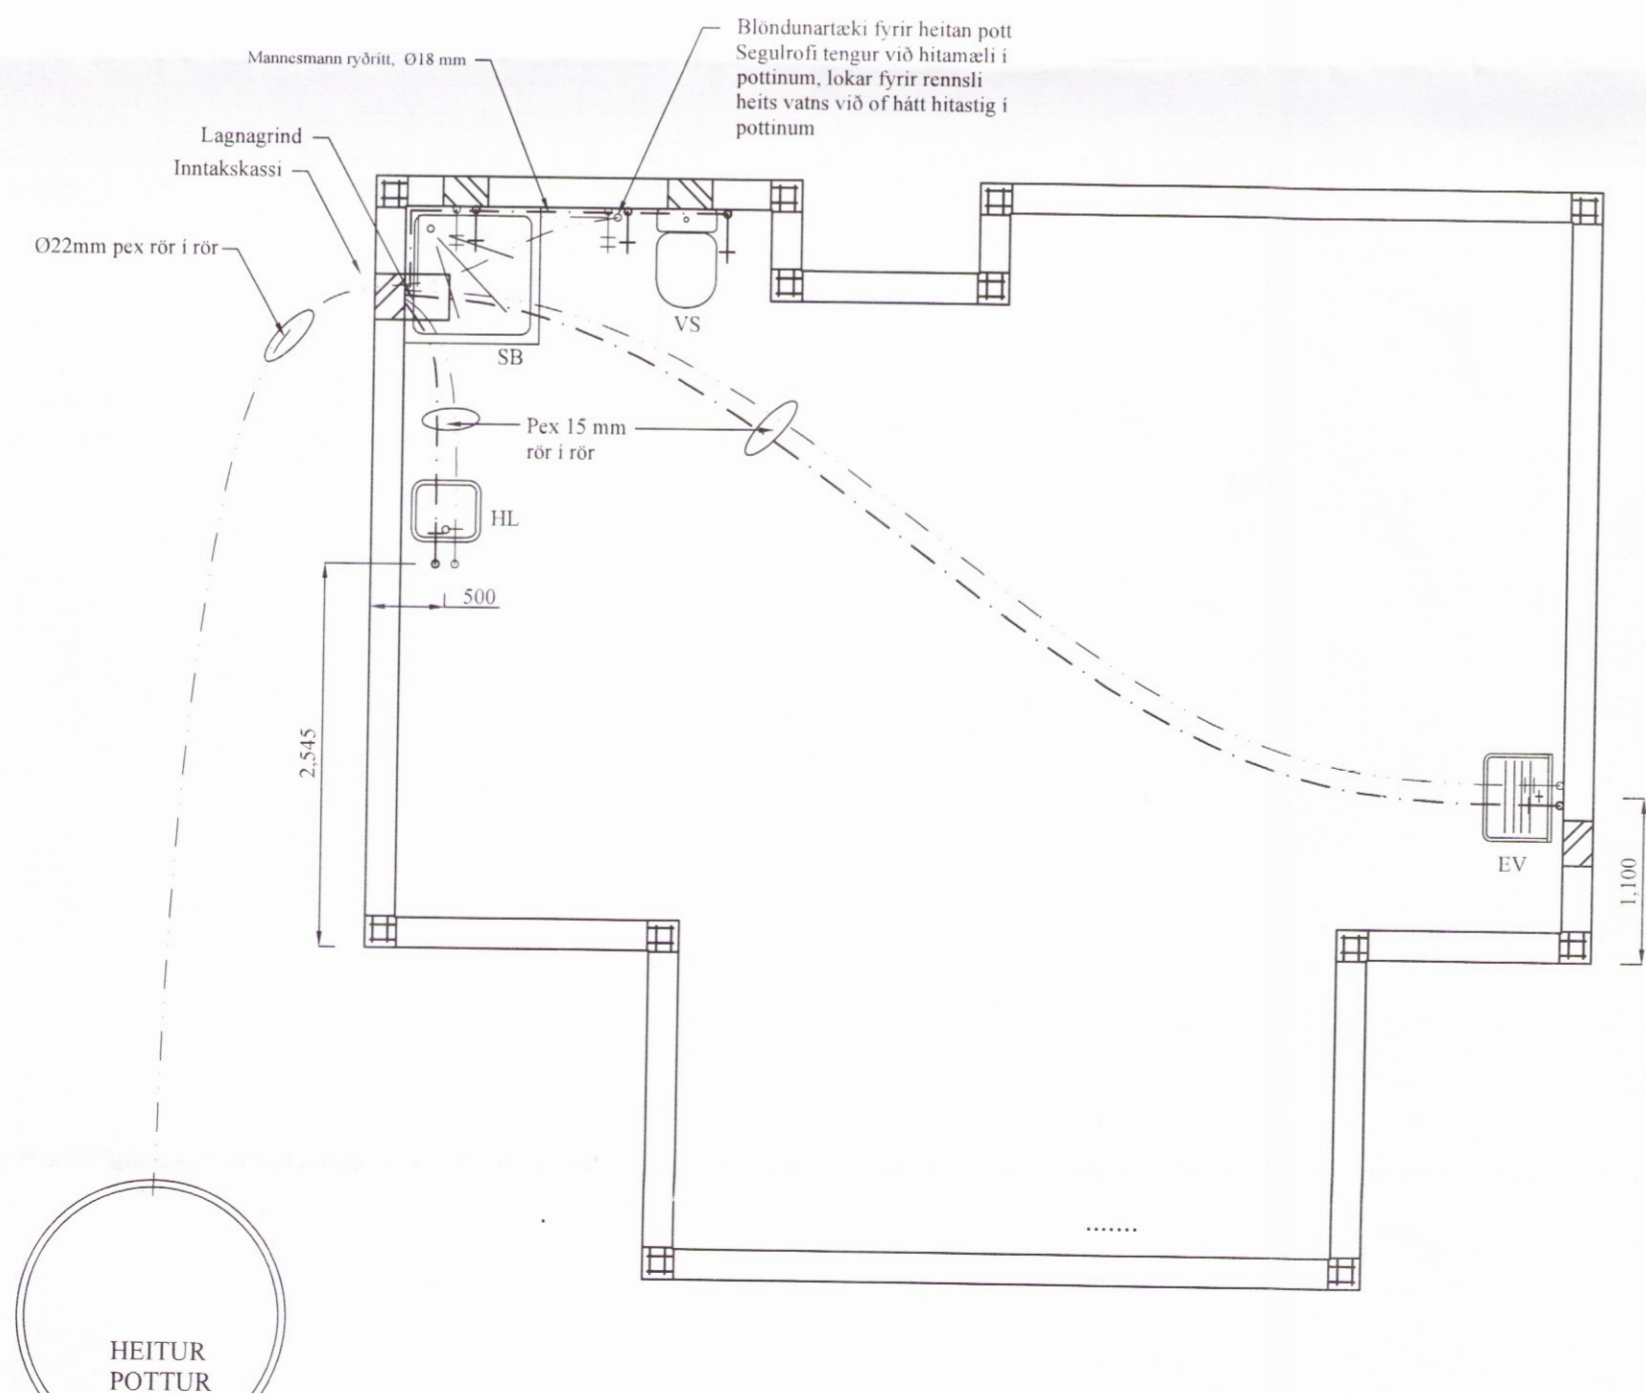 Blöndunartæki fyrir heitan pott
Segulrofi tengur við hitamæli í
pottinum, lokar fyrir rennsli
heits vatns við of hátt hitastig í
pottinum
Mannesmann ryðfrítt, Ø18 mm
Lagnagrind
Inntakskassi
Ø22mm pex rör í rör
VS
SB
Pex 15 mm
rör í rör
HL
500
2,545
EV
1,100
HEITUR
POTTUR